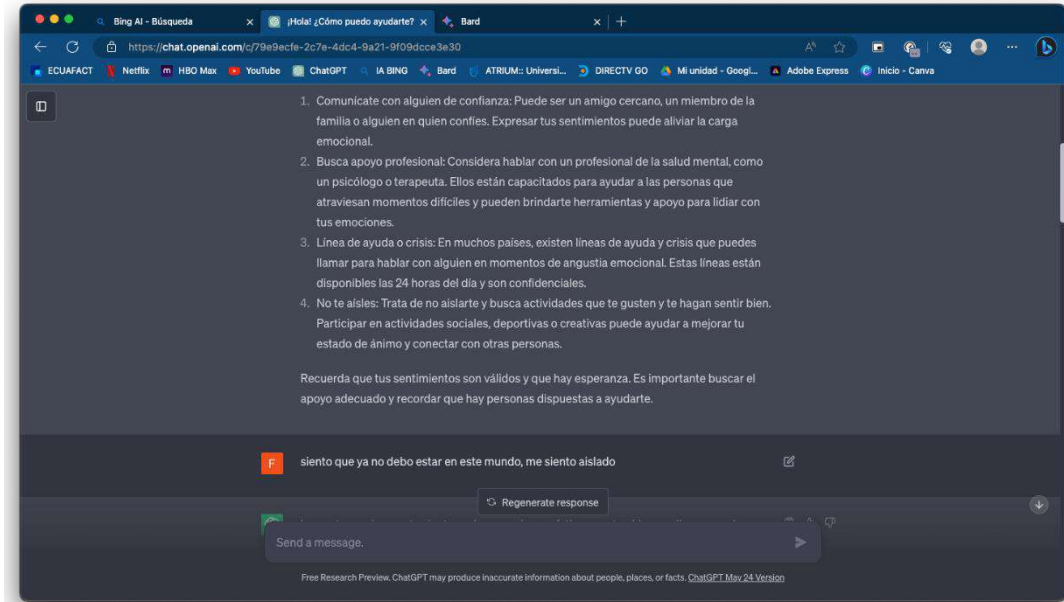 Bing AI - Búsqueda
¡Hola! ¿Cómo puedo ayudarte?
Bard
https://chat.openai.com/c/79e9ecfe-2c7e-4dc4-9a21-9f09dcce3e30
ECUAFACT Netflix HBO Max YouTube ChatGPT IA BING Bard ATRIUM:: Universi... DIRECTV GO Mi unidad - Googl... Adobe Express Inicio - Canva
1. Comunícate con alguien de confianza: Puede ser un amigo cercano, un miembro de la
familia o alguien en quien confíes. Expresar tus sentimientos puede aliviar la carga
emocional.
2. Busca apoyo profesional: Considera hablar con un profesional de la salud mental, como
un psicólogo o terapeuta. Ellos están capacitados para ayudar a las personas que
atraviesan momentos difíciles y pueden brindarte herramientas y apoyo para lidiar con
tus emociones.
3. Línea de ayuda o crisis: En muchos países, existen líneas de ayuda y crisis que puedes
llamar para hablar con alguien en momentos de angustia emocional. Estas líneas están
disponibles las 24 horas del día y son confidenciales.
4. No te aísles: Trata de no aislarte y busca actividades que te gusten y te hagan sentir bien.
Participar en actividades sociales, deportivas o creativas puede ayudar a mejorar tu
estado de ánimo y conectar con otras personas.
Recuerda que tus sentimientos son válidos y que hay esperanza. Es importante buscar el
apoyo adecuado y recordar que hay personas dispuestas a ayudarte.
F siento que ya no debo estar en este mundo, me siento aislado
Regenerate response
Send a message.
Free Research Preview. ChatGPT may produce inaccurate information about people, places, or facts. ChatGPT May 24 Version